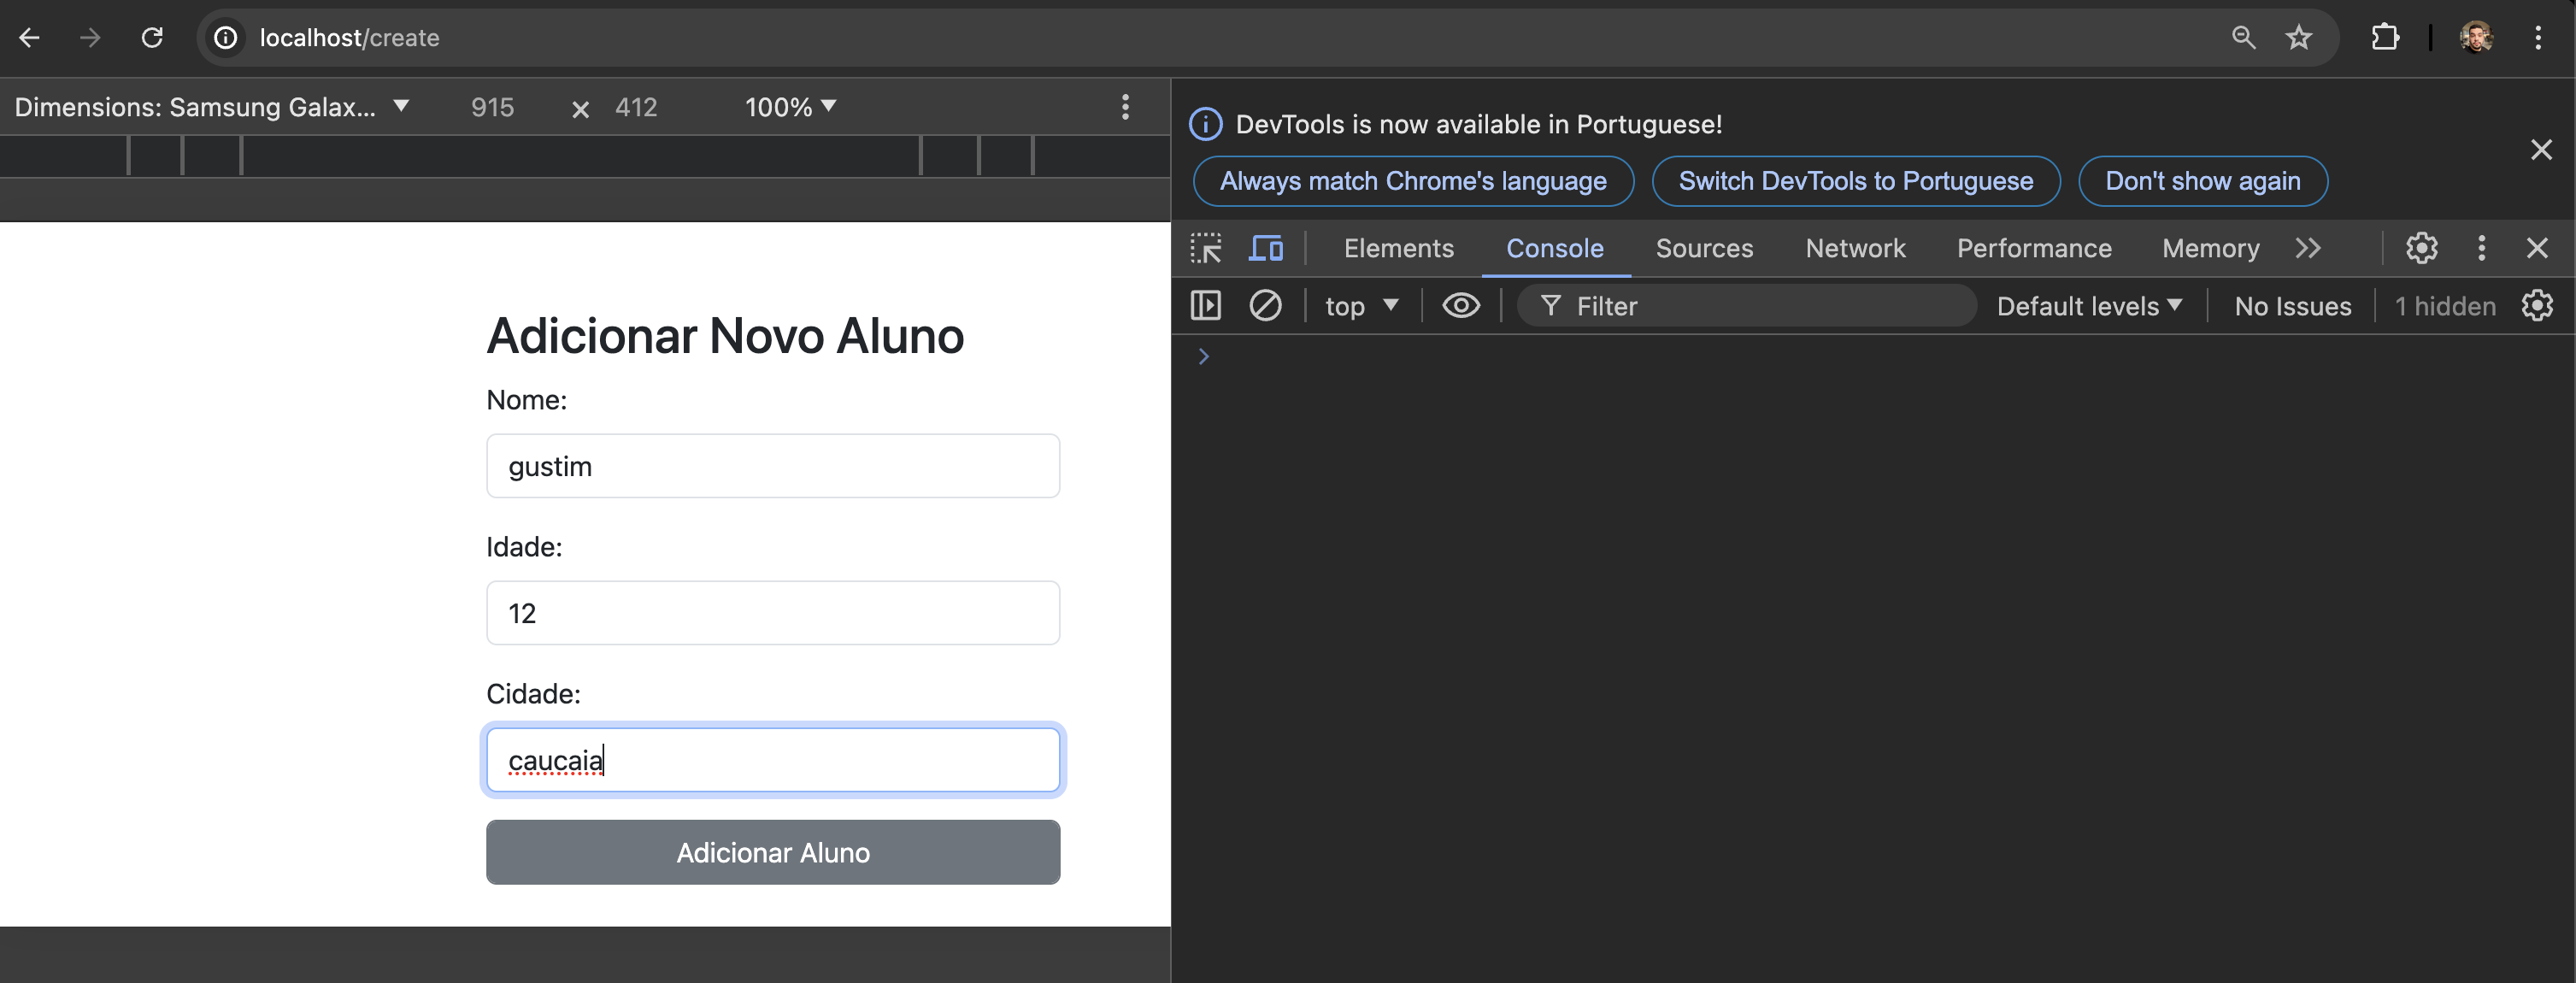 localhost/create
Dimensions: Samsung Galax... 915 × 412 100%
DevTools is now available in Portuguese!
Always match Chrome's language Switch DevTools to Portuguese Don't show again
Elements Console Sources Network Performance Memory
top Filter Default levels No Issues 1 hidden
Adicionar Novo Aluno
Nome:
gustim
Idade:
12
Cidade:
caucaia
Adicionar Aluno